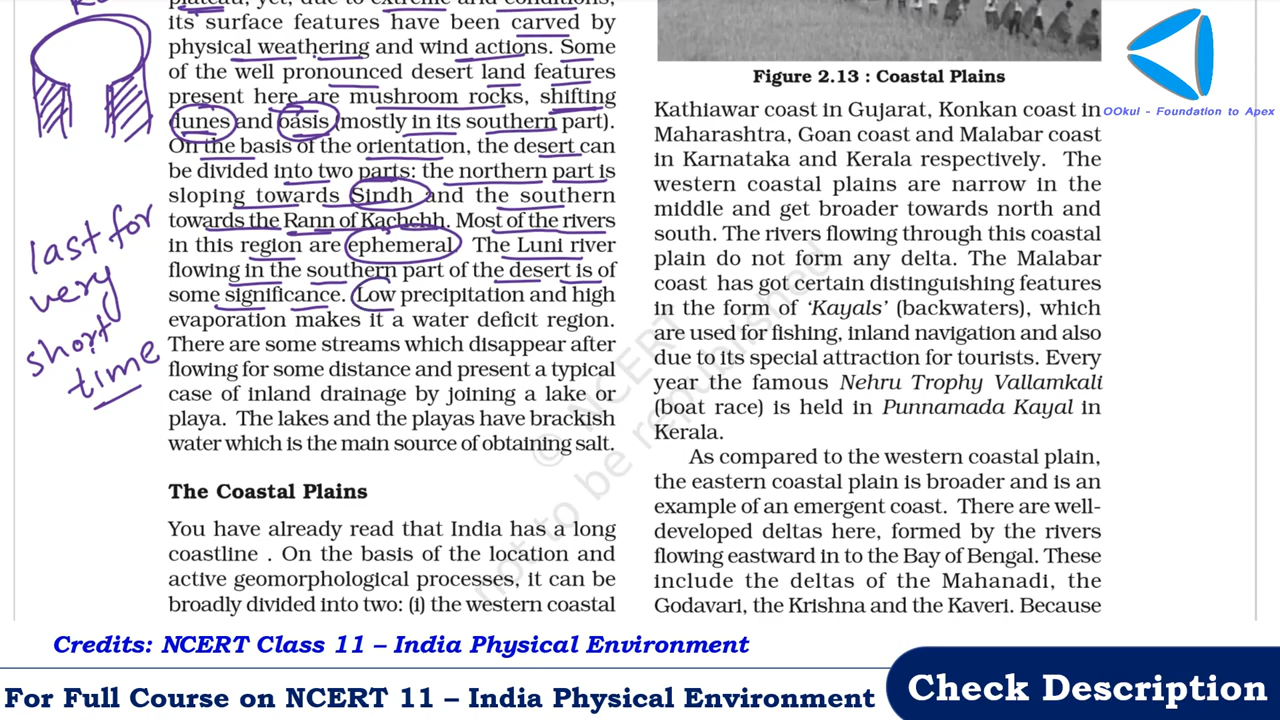 plateau, yet, due to extreme arid conditions,
its surface features have been carved by
physical weathering and wind actions. Some
of the well pronounced desert land features
present here are mushroom rocks, shifting
dunes and oasis (mostly in its southern part).
On the basis of the orientation, the desert can
be divided into two parts: the northern part is
sloping towards Sindh and the southern
towards the Rann of Kachchh. Most of the rivers
in this region are ephemeral. The Luni river
flowing in the southern part of the desert is of
some significance. Low precipitation and high
evaporation makes it a water deficit region.
There are some streams which disappear after
flowing for some distance and present a typical
case of inland drainage by joining a lake or
playa. The lakes and the playas have brackish
water which is the main source of obtaining salt.
The Coastal Plains
You have already read that India has a long
coastline . On the basis of the location and
active geomorphological processes, it can be
broadly divided into two: (i) the western coastal
last for
very
short
time
Figure 2.13 : Coastal Plains
Kathiawar coast in Gujarat, Konkan coast in
Maharashtra, Goan coast and Malabar coast
in Karnataka and Kerala respectively. The
western coastal plains are narrow in the
middle and get broader towards north and
south. The rivers flowing through this coastal
plain do not form any delta. The Malabar
coast has got certain distinguishing features
in the form of ‘Kayals’ (backwaters), which
are used for fishing, inland navigation and also
due to its special attraction for tourists. Every
year the famous Nehru Trophy Vallamkali
(boat race) is held in Punnamada Kayal in
Kerala.
As compared to the western coastal plain,
the eastern coastal plain is broader and is an
example of an emergent coast. There are well-
developed deltas here, formed by the rivers
flowing eastward in to the Bay of Bengal. These
include the deltas of the Mahanadi, the
Godavari, the Krishna and the Kaveri. Because
© NCERT
not to be republished
OOkul - Foundation to Apex
Credits: NCERT Class 11 – India Physical Environment
For Full Course on NCERT 11 – India Physical Environment
Check Description